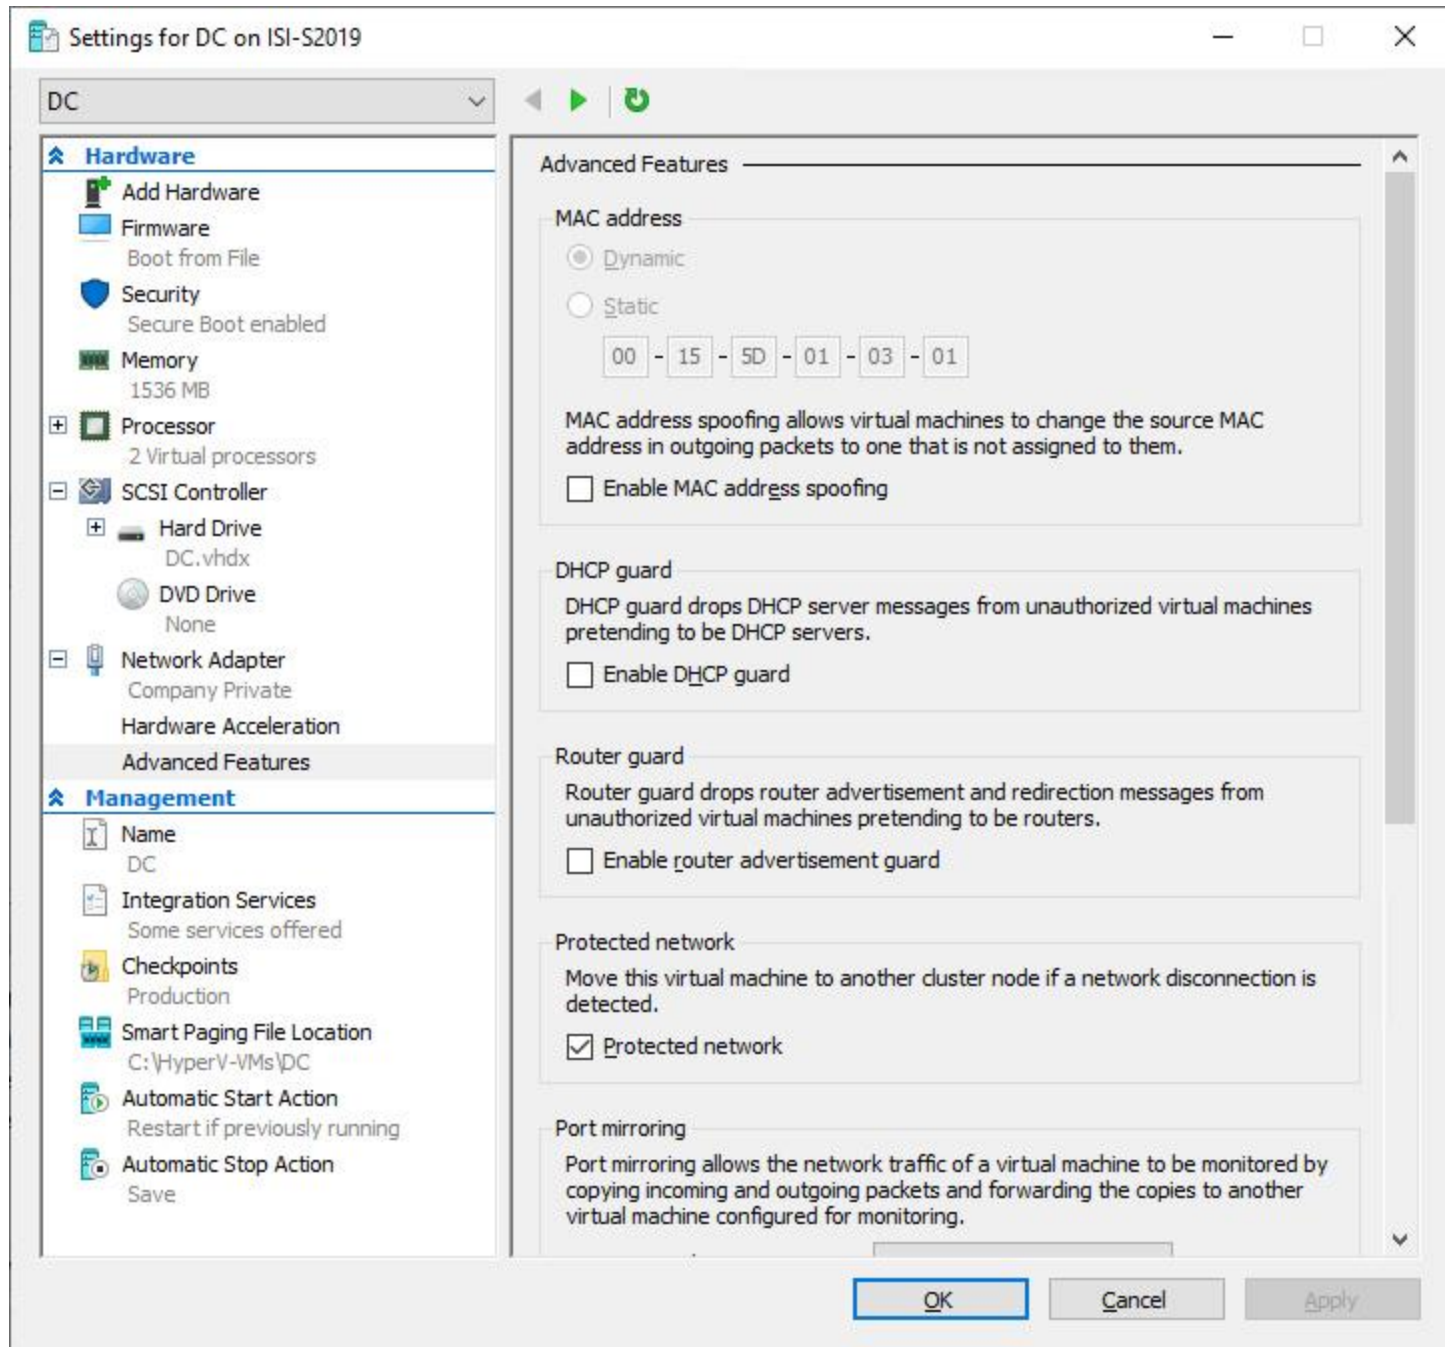 Settings for DC on ISI-S2019
DC
Hardware
Add Hardware
Firmware
Boot from File
Security
Secure Boot enabled
Memory
1536 MB
Processor
2 Virtual processors
SCSI Controller
Hard Drive
DC.vhdx
DVD Drive
None
Network Adapter
Company Private
Hardware Acceleration
Advanced Features
Management
Name
DC
Integration Services
Some services offered
Checkpoints
Production
Smart Paging File Location
C:\HyperV-VMs\DC
Automatic Start Action
Restart if previously running
Automatic Stop Action
Save
Advanced Features
MAC address
Dynamic
Static
00 - 15 - 5D - 01 - 03 - 01
MAC address spoofing allows virtual machines to change the source MAC
address in outgoing packets to one that is not assigned to them.
Enable MAC address spoofing
DHCP guard
DHCP guard drops DHCP server messages from unauthorized virtual machines
pretending to be DHCP servers.
Enable DHCP guard
Router guard
Router guard drops router advertisement and redirection messages from
unauthorized virtual machines pretending to be routers.
Enable router advertisement guard
Protected network
Move this virtual machine to another cluster node if a network disconnection is
detected.
Protected network
Port mirroring
Port mirroring allows the network traffic of a virtual machine to be monitored by
copying incoming and outgoing packets and forwarding the copies to another
virtual machine configured for monitoring.
OK
Cancel
Apply